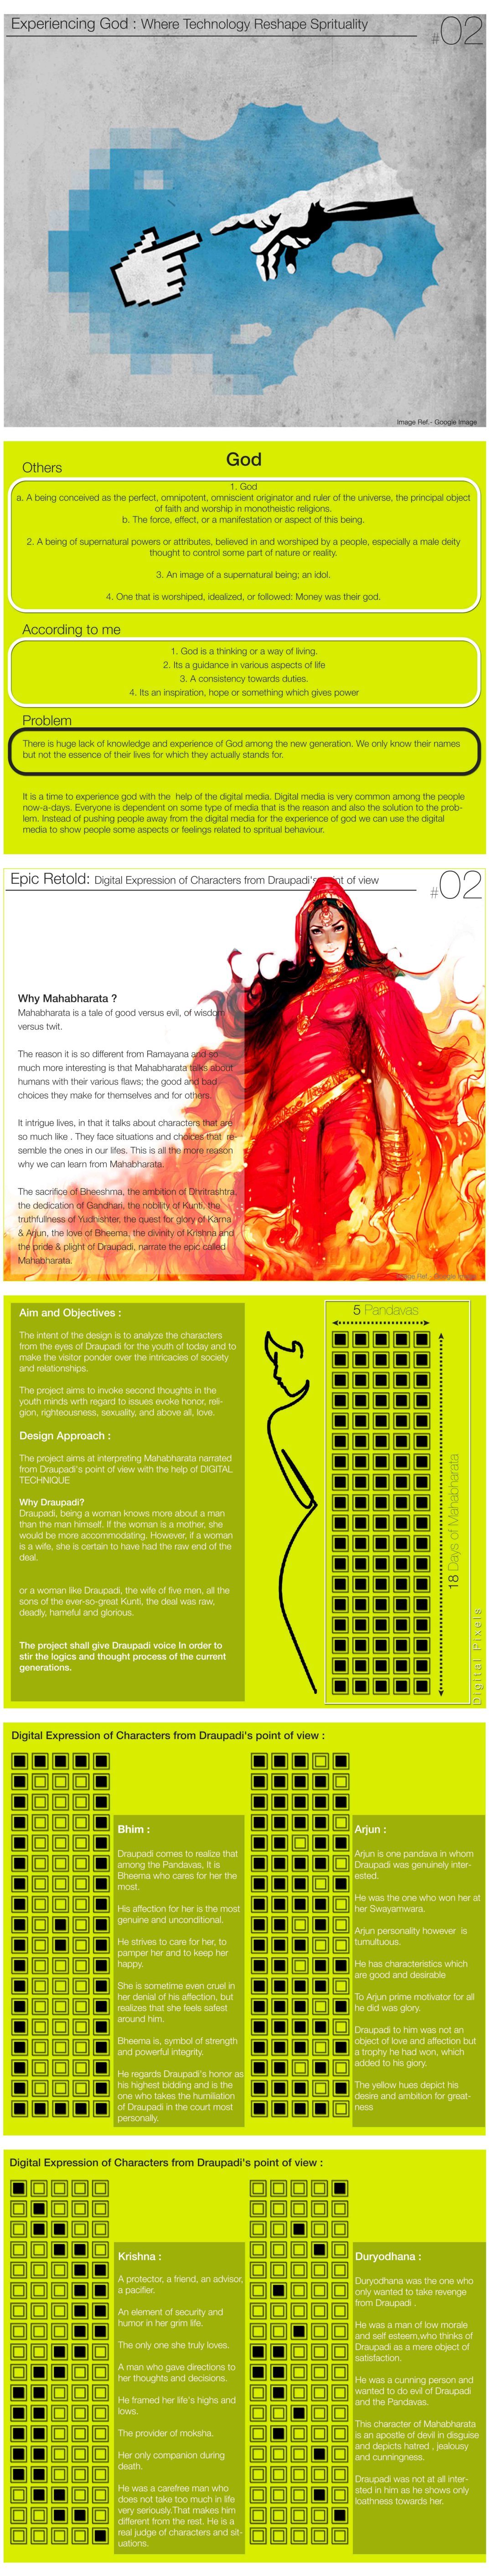 Experiencing God : Where Technology Reshape Sprituality
#02
Image Ref.- Google Image
God
Others
1. God
a. A being conceived as the perfect, omnipotent, omniscient originator and ruler of the universe, the principal object
of faith and worship in monotheistic religions.
b. The force, effect, or a manifestation or aspect of this being.
2. A being of supernatural powers or attributes, believed in and worshiped by a people, especially a male deity
thought to control some part of nature or reality.
3. An image of a supernatural being; an idol.
4. One that is worshiped, idealized, or followed: Money was their god.
According to me
1. God is a thinking or a way of living.
2. Its a guidance in various aspects of life
3. A consistency towards duties.
4. Its an inspiration, hope or something which gives power
Problem
There is huge lack of knowledge and experience of God among the new generation. We only know their names
but not the essence of their lives for which they actually stands for.
It is a time to experience god with the help of the digital media. Digital media is very common among the people
now-a-days. Everyone is dependent on some type of media that is the reason and also the solution to the prob-
lem. Instead of pushing people away from the digital media for the experience of god we can use the digital
media to show people some aspects or feelings related to spritual behaviour.
Epic Retold: Digital Expression of Characters from Draupadi's point of view
#02
Why Mahabharata ?
Mahabharata is a tale of good versus evil, of wisdom
versus twit.
The reason it is so different from Ramayana and so
much more interesting is that Mahabharata talks about
humans with their various flaws; the good and bad
choices they make for themselves and for others.
It intrigue lives, in that it talks about characters that are
so much like . They face situations and choices that re-
semble the ones in our lifes. This is all the more reason
why we can learn from Mahabharata.
The sacrifice of Bheeshma, the ambition of Dhritrashtra,
the dedication of Gandhari, the nobility of Kunti, the
truthfulness of Yudhishter, the quest for glory of Karna
& Arjun, the love of Bheema, the divinity of Krishna and
the pride & plight of Draupadi, narrate the epic called
Mahabharata.
Image Ref.- Google Image
Aim and Objectives :
The intent of the design is to analyze the characters
from the eyes of Draupadi for the youth of today and to
make the visitor ponder over the intricacies of society
and relationships.
The project aims to invoke second thoughts in the
youth minds wrth regard to issues evoke honor, reli-
gion, righteousness, sexuality, and above all, love.
Design Approach :
The project aims at interpreting Mahabharata narrated
from Draupadi's point of view with the help of DIGITAL
TECHNIQUE
Why Draupadi?
Draupadi, being a woman knows more about a man
than the man himself. If the woman is a mother, she
would be more accommodating. However, if a woman
is a wife, she is certain to have had the raw end of the
deal.
or a woman like Draupadi, the wife of five men, all the
sons of the ever-so-great Kunti, the deal was raw,
deadly, harneful and glorious.
The project shall give Draupadi voice In order to
stir the logics and thought process of the current
generations.
5 Pandavas
18 Days of Mahabharata
Digital Pixels
Digital Expression of Characters from Draupadi's point of view :
Bhim :
Draupadi comes to realize that
among the Pandavas, It is
Bheema who cares for her the
most.
His affection for her is the most
genuine and unconditional.
He strives to care for her, to
pamper her and to keep her
happy.
She is sometime even cruel in
her denial of his affection, but
realizes that she feels safest
around him.
Bheema is, symbol of strength
and powerful integrity.
He regards Draupadi's honor as
his highest bidding and is the
one who takes the humiliation
of Draupadi in the court most
personally.
Arjun :
Arjun is one pandava in whom
Draupadi was genuinely inter-
ested.
He was the one who won her at
her Swayamwara.
Arjun personality however is
tumultuous.
He has characteristics which
are good and desirable
To Arjun prime motivator for all
he did was glory.
Draupadi to him was not an
object of love and affection but
a trophy he had won, which
added to his glory.
The yellow hues depict his
desire and ambition for great-
ness
Digital Expression of Characters from Draupadi's point of view :
Krishna :
A protector, a friend, an advisor,
a pacifier.
An element of security and
humor in her grim life.
The only one she truly loves.
A man who gave directions to
her thoughts and decisions.
He framed her life's highs and
lows.
The provider of moksha.
Her only companion during
death.
He was a carefree man who
does not take too much in life
very seriously.That makes him
different from the rest. He is a
real judge of characters and sit-
uations.
Duryodhana :
Duryodhana was the one who
only wanted to take revenge
from Draupadi .
He was a man of low morale
and self esteem,who thinks of
Draupadi as a mere object of
satisfaction.
He was a cunning person and
wanted to do evil of Draupadi
and the Pandavas.
This character of Mahabharata
is an apostle of devil in disguise
and depicts hatred , jealousy
and cunningness.
Draupadi was not at all inter-
sted in him as he shows only
loathness towards her.